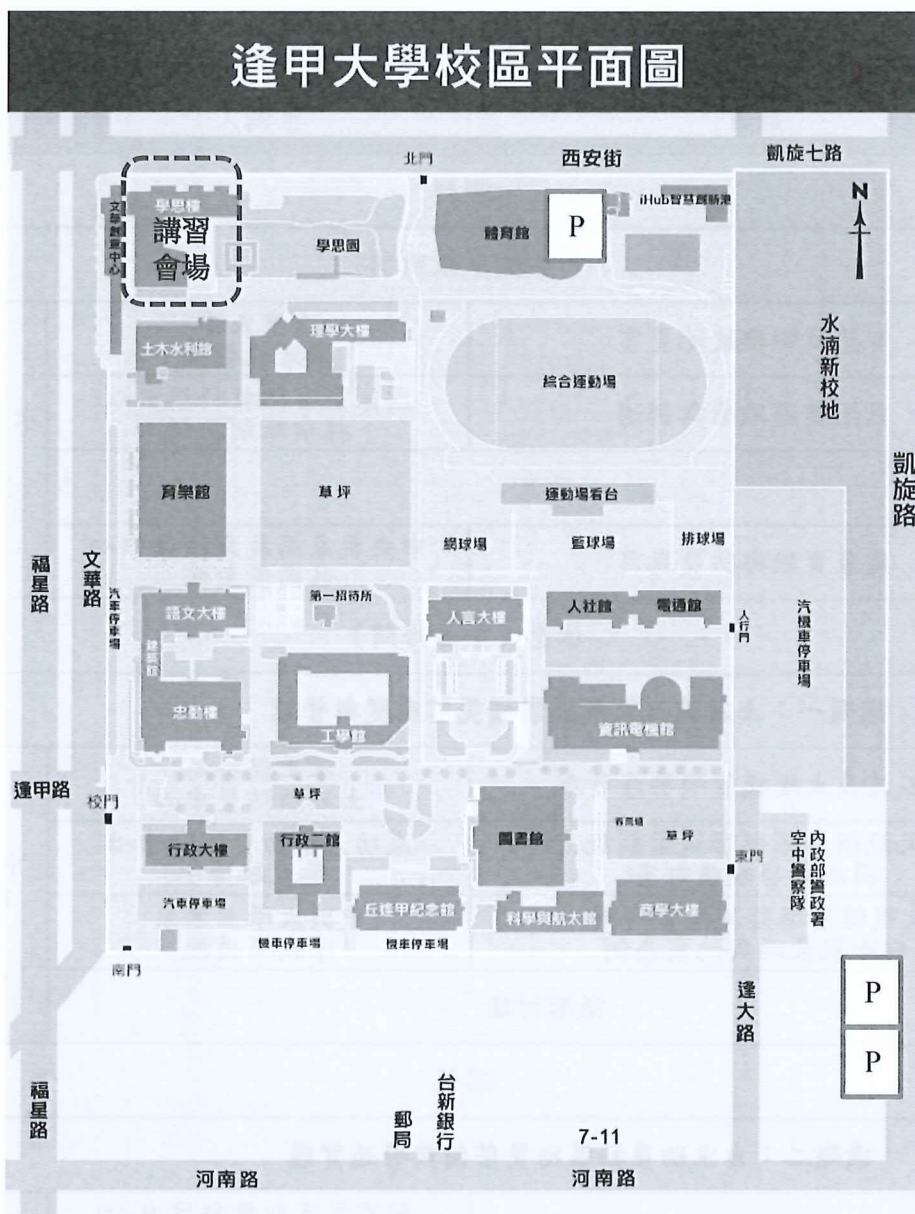 逢甲大學校區平面圖
北門
西安街
凱旋七路
學思樓
文華創意中心
講習
會場
學思園
體育館
P
iHub智慧創新港
N
水湳新校地
土木水利館
理學大樓
綜合運動場
凱旋路
育樂館
草坪
運動場看台
網球場
籃球場
排球場
福星路
文華路
汽車停車場
語文大樓
第一招待所
人言大樓
人社館
電通館
人行門
汽機車停車場
忠勤樓
工學館
資訊電機館
逢甲路
校門
草坪
行政大樓
行政二館
圖書館
草坪
東門
內政部警政署
空中警察隊
汽車停車場
丘逢甲紀念館
科學與航太館
商學大樓
機車停車場
機車停車場
南門
逢大路
P
P
福星路
台新銀行
郵局
7-11
河南路
河南路